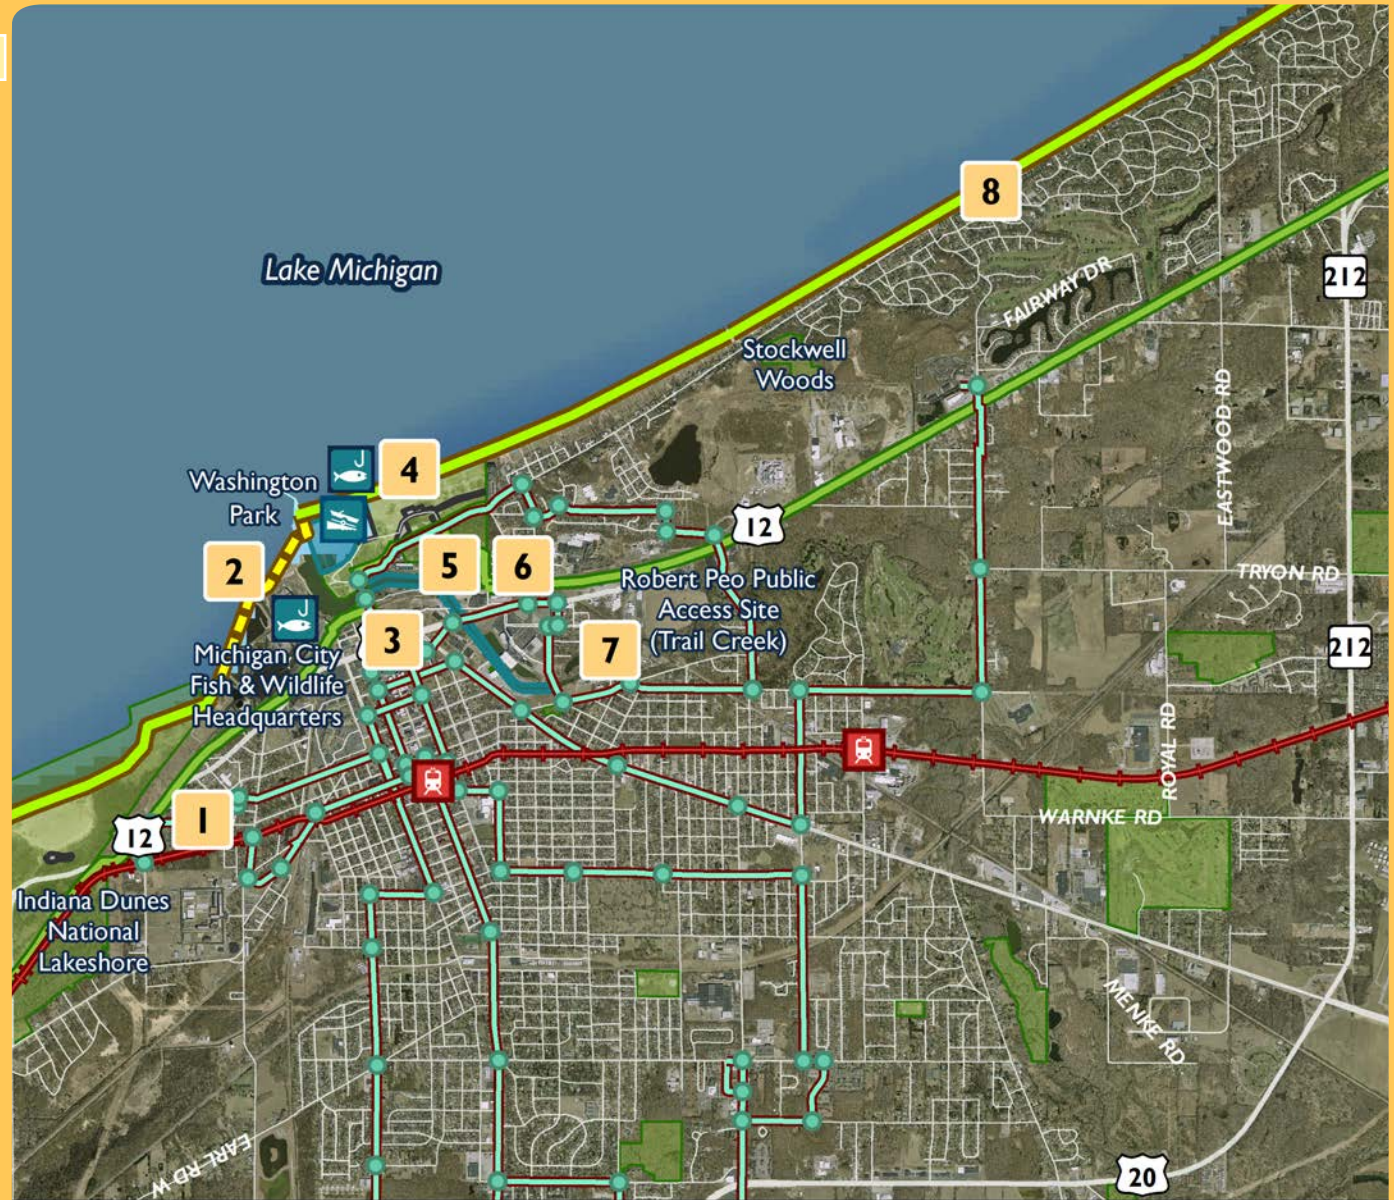 8
212
Lake Michigan
FAIRWAY DR
Stockwell
Woods
EASTWOOD RD
4
Washington
Park
12
2
5
6
TRYON RD
Robert Peo Public
Access Site
(Trail Creek)
3
7
212
Michigan City
Fish & Wildlife
Headquarters
ROYAL RD
1
12
WARNKE RD
Indiana Dunes
National
Lakeshore
MENKE RD
EARL RD W
20